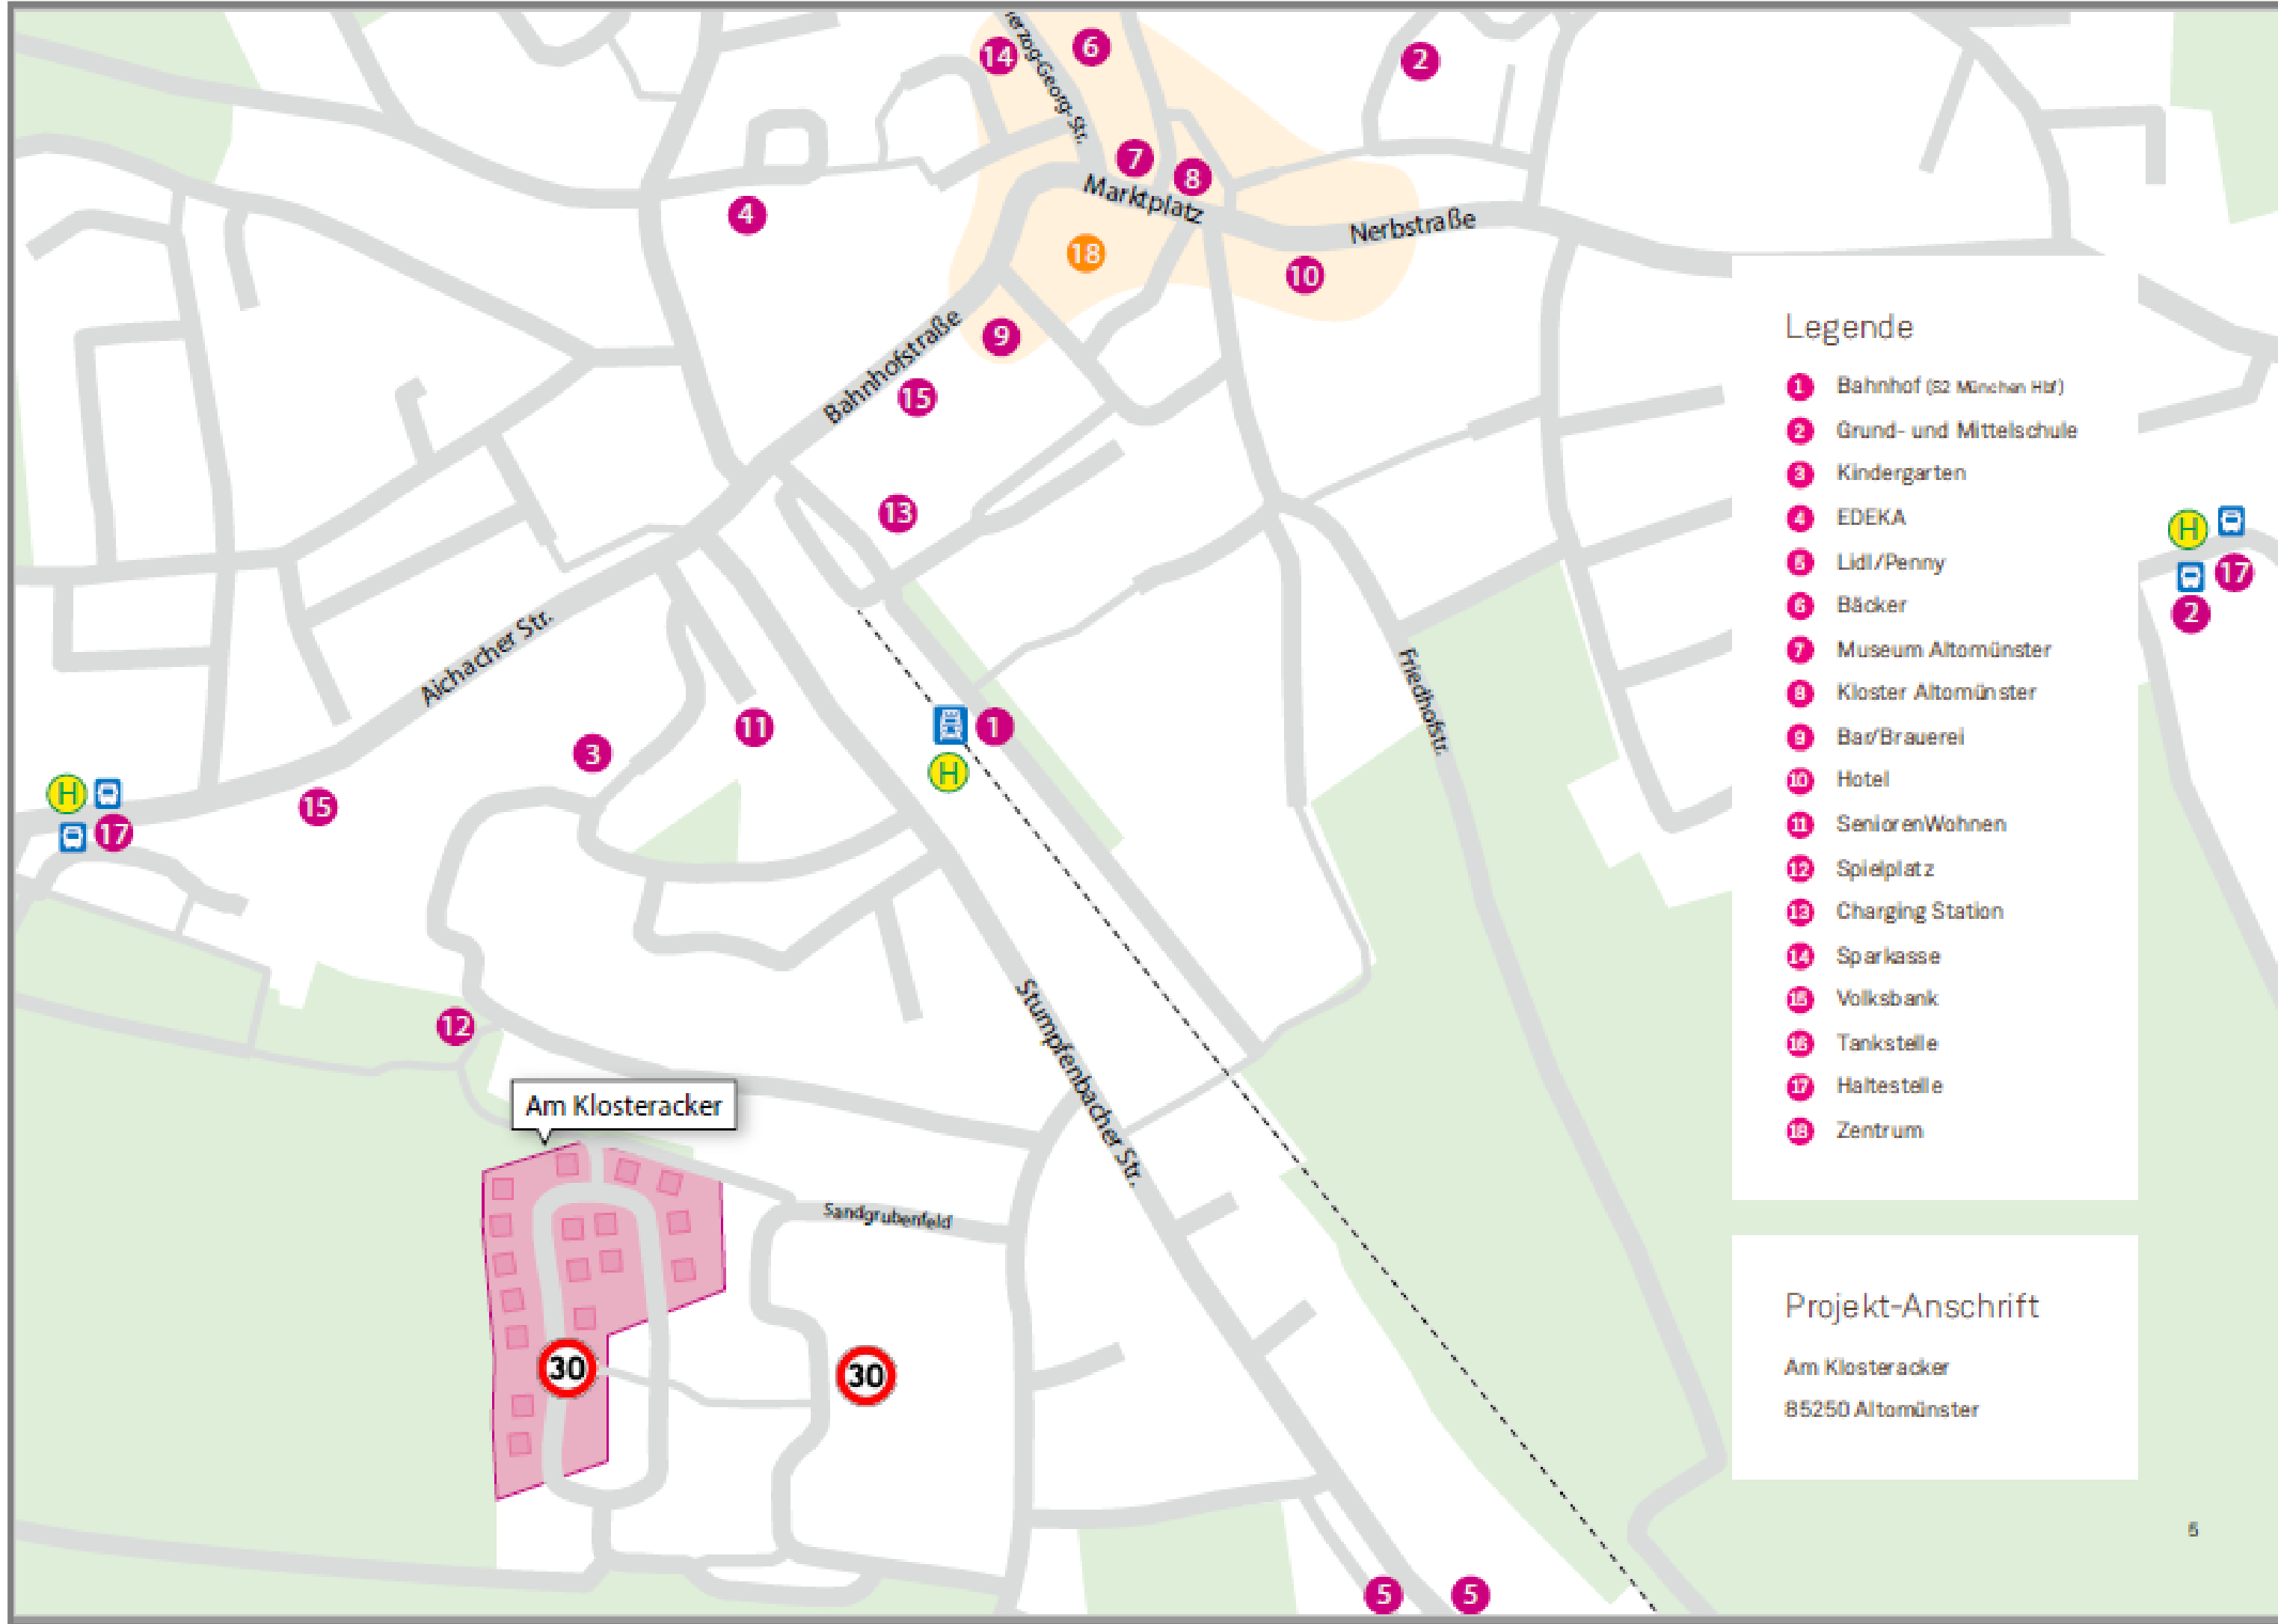 14
erzog-Georg-Str.
6
2
7
8
Marktplatz
4
18
Nerbstraße
10
9
Bahnhofstraße
15
13
Aichacher Str.
11
3
1
H
Friedhofstr.
H
17
15
12
Stumpfenbacher Str.
Am Klosteracker
Sandgrubenfeld
30
30
5
5
H
17
2
Legende
1 Bahnhof (S2 München Hbf)
2 Grund- und Mittelschule
3 Kindergarten
4 EDEKA
5 Lidl/Penny
6 Bäcker
7 Museum Altomünster
8 Kloster Altomünster
9 Bar/Brauerei
10 Hotel
11 SeniorenWohnen
12 Spielplatz
13 Charging Station
14 Sparkasse
15 Volksbank
16 Tankstelle
17 Haltestelle
18 Zentrum
Projekt-Anschrift
Am Klosteracker
85250 Altomünster
5